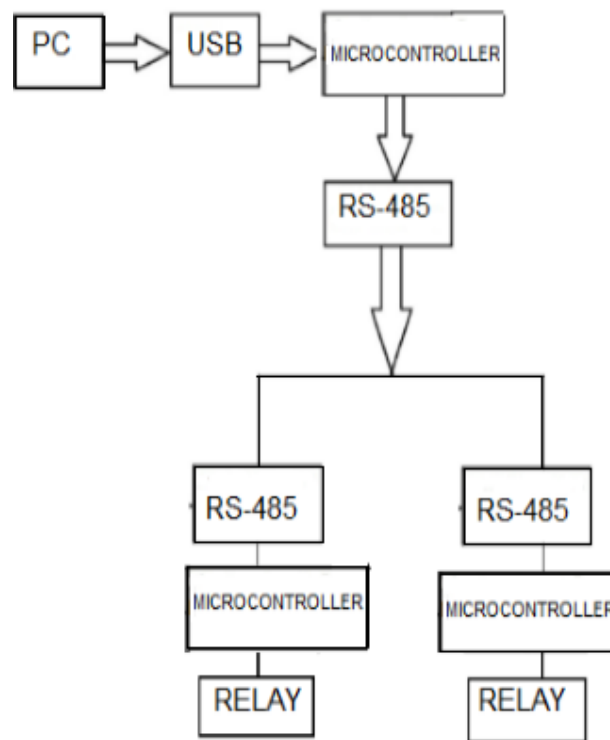 PC
USB
MICROCONTROLLER
RS-485
RS-485
RS-485
MICROCONTROLLER
MICROCONTROLLER
RELAY
RELAY